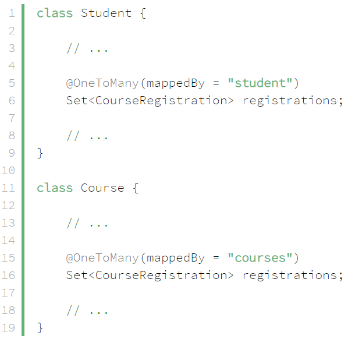 1 class Student {
2
3 // ...
4
5 @OneToMany(mappedBy = "student")
6 Set<CourseRegistration> registrations;
7
8 // ...
9 }
10
11 class Course {
12
13 // ...
14
15 @OneToMany(mappedBy = "courses")
16 Set<CourseRegistration> registrations;
17
18 // ...
19 }